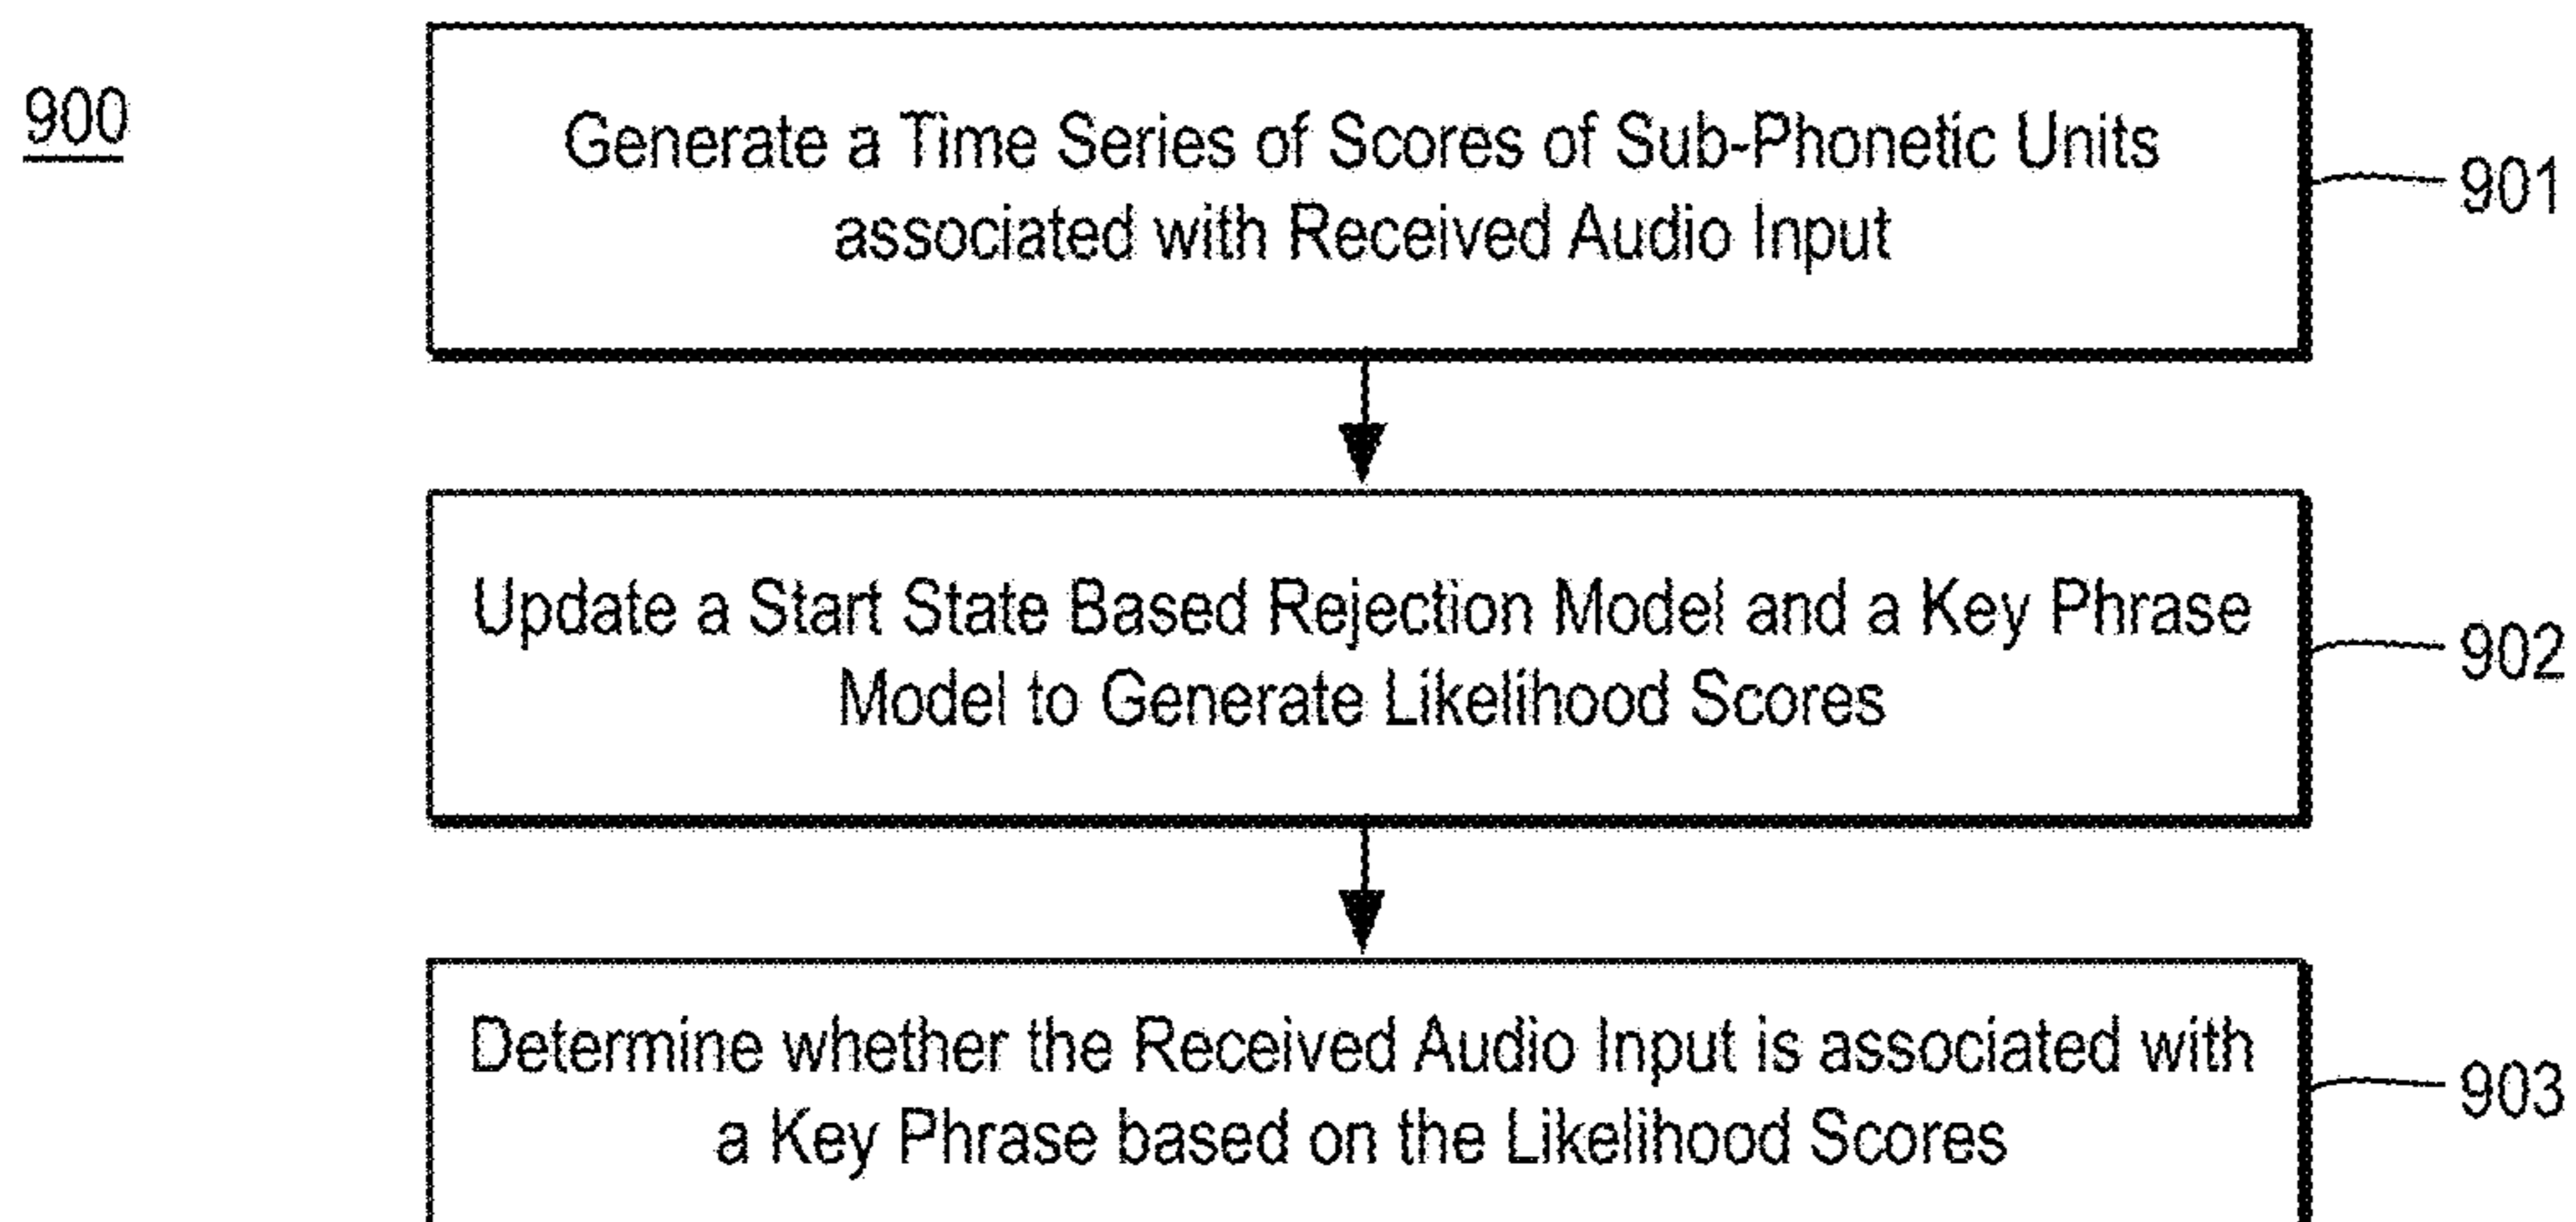 900
Generate a Time Series of Scores of Sub-Phonetic Units
associated with Received Audio Input
901
Update a Start State Based Rejection Model and a Key Phrase
Model to Generate Likelihood Scores
902
Determine whether the Received Audio Input is associated with
a Key Phrase based on the Likelihood Scores
903